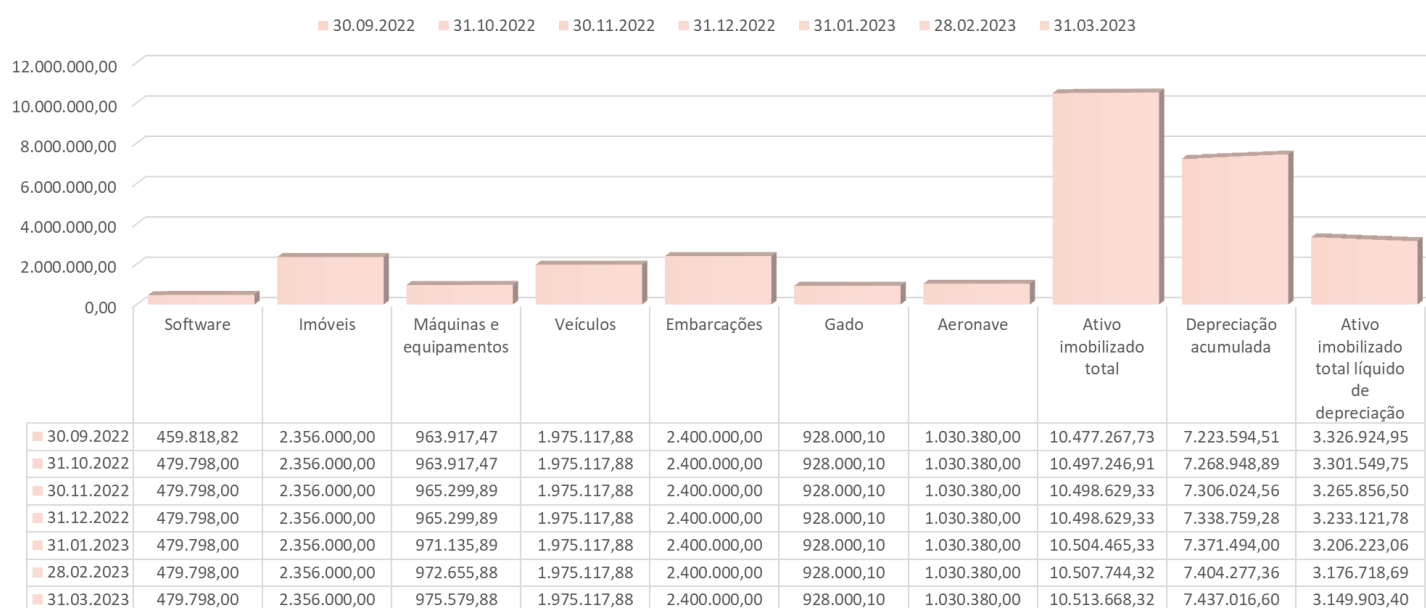 30.09.2022 31.10.2022 30.11.2022 31.12.2022 31.01.2023 28.02.2023 31.03.2023
12.000.000,00
10.000.000,00
8.000.000,00
6.000.000,00
4.000.000,00
2.000.000,00
0,00
Software Imóveis Máquinas e equipamentos Veículos Embarcações Gado Aeronave Ativo imobilizado total Depreciação acumulada Ativo imobilizado total líquido de depreciação
30.09.2022 459.818,82 2.356.000,00 963.917,47 1.975.117,88 2.400.000,00 928.000,10 1.030.380,00 10.477.267,73 7.223.594,51 3.326.924,95
31.10.2022 479.798,00 2.356.000,00 963.917,47 1.975.117,88 2.400.000,00 928.000,10 1.030.380,00 10.497.246,91 7.268.948,89 3.301.549,75
30.11.2022 479.798,00 2.356.000,00 965.299,89 1.975.117,88 2.400.000,00 928.000,10 1.030.380,00 10.498.629,33 7.306.024,56 3.265.856,50
31.12.2022 479.798,00 2.356.000,00 965.299,89 1.975.117,88 2.400.000,00 928.000,10 1.030.380,00 10.498.629,33 7.338.759,28 3.233.121,78
31.01.2023 479.798,00 2.356.000,00 971.135,89 1.975.117,88 2.400.000,00 928.000,10 1.030.380,00 10.504.465,33 7.371.494,00 3.206.223,06
28.02.2023 479.798,00 2.356.000,00 972.655,88 1.975.117,88 2.400.000,00 928.000,10 1.030.380,00 10.507.744,32 7.404.277,36 3.176.718,69
31.03.2023 479.798,00 2.356.000,00 975.579,88 1.975.117,88 2.400.000,00 928.000,10 1.030.380,00 10.513.668,32 7.437.016,60 3.149.903,40